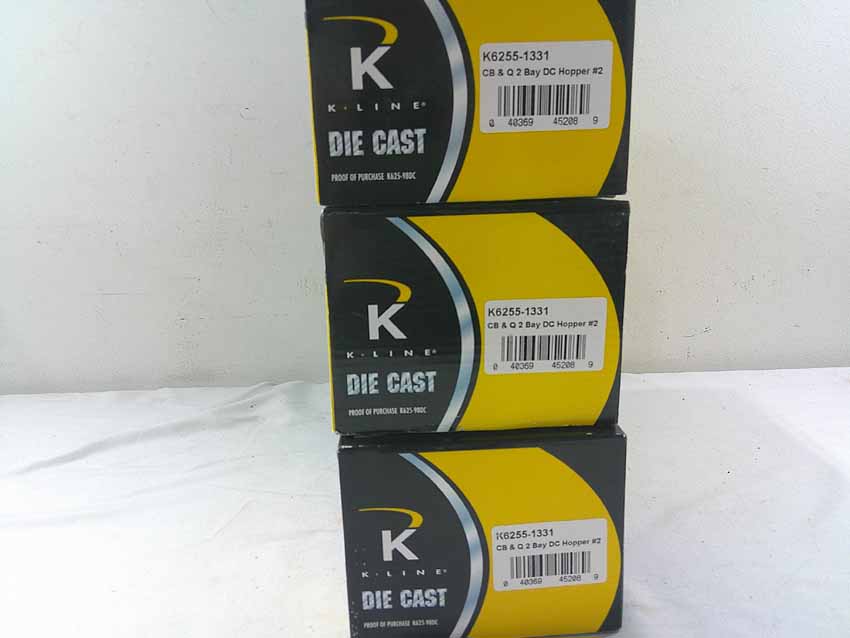 K
K·LINE®
DIE CAST
PROOF OF PURCHASE K625-98DC
K6255-1331
CB & Q 2 Bay DC Hopper #2
0 40369 45208 9
K
K·LINE®
DIE CAST
PROOF OF PURCHASE K625-98DC
K6255-1331
CB & Q 2 Bay DC Hopper #2
0 40369 45208 9
K
K·LINE®
DIE CAST
PROOF OF PURCHASE K625-98DC
K6255-1331
CB & Q 2 Bay DC Hopper #2
0 40369 45208 9